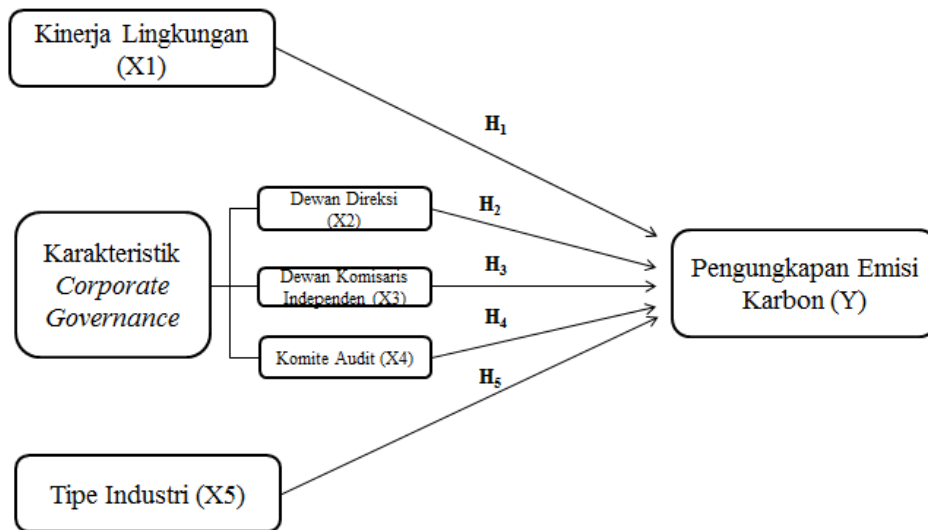 Kinerja Lingkungan
(X1)
H1
Karakteristik
Corporate
Governance
Dewan Direksi
(X2)
H2
Dewan Komisaris
Independen (X3)
H3
Komite Audit (X4)
H4
Tipe Industri (X5)
H5
Pengungkapan Emisi
Karbon (Y)